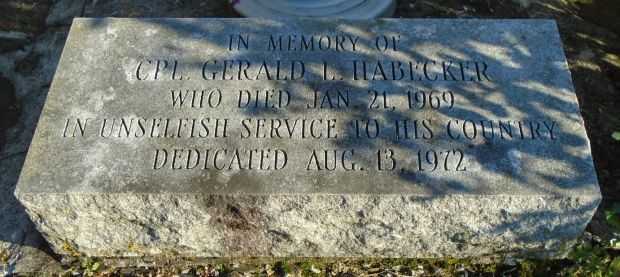 IN MEMORY OF
CPL. GERALD L. HABECKER
WHO DIED JAN. 21, 1969
IN UNSELFISH SERVICE TO HIS COUNTRY
DEDICATED AUG. 13, 1972